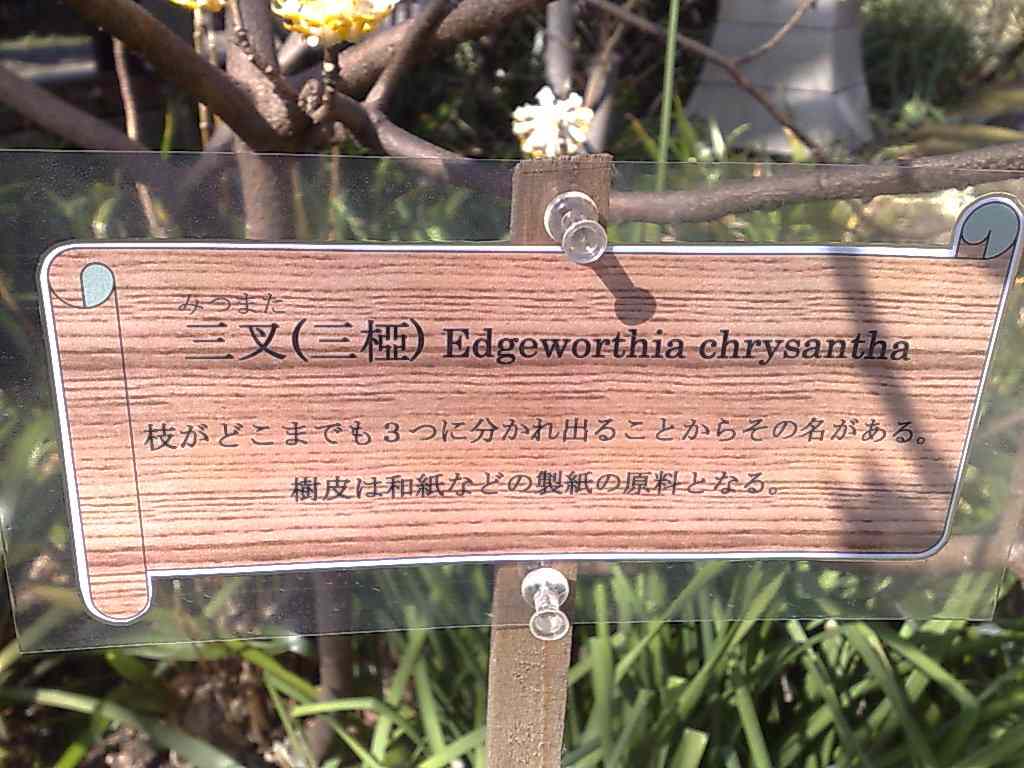 みつまた
三叉(三椏) Edgeworthia chrysantha
枝がどこまでも3つに分かれ出ることからその名がある。
樹皮は和紙などの製紙の原料となる。